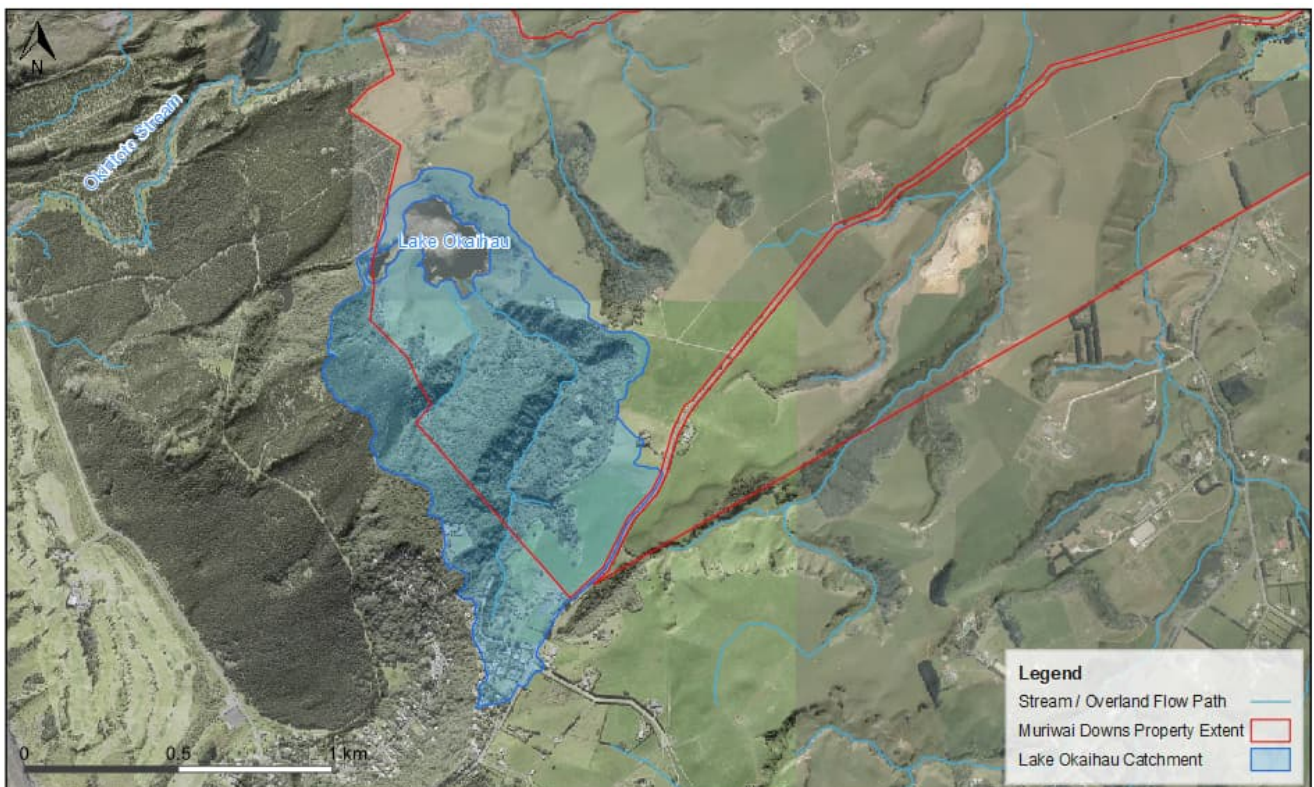 N
Okiritoto Stream
Lake Okaihau
0 0.5 1 km
Legend
Stream / Overland Flow Path
Muriwai Downs Property Extent
Lake Okaihau Catchment